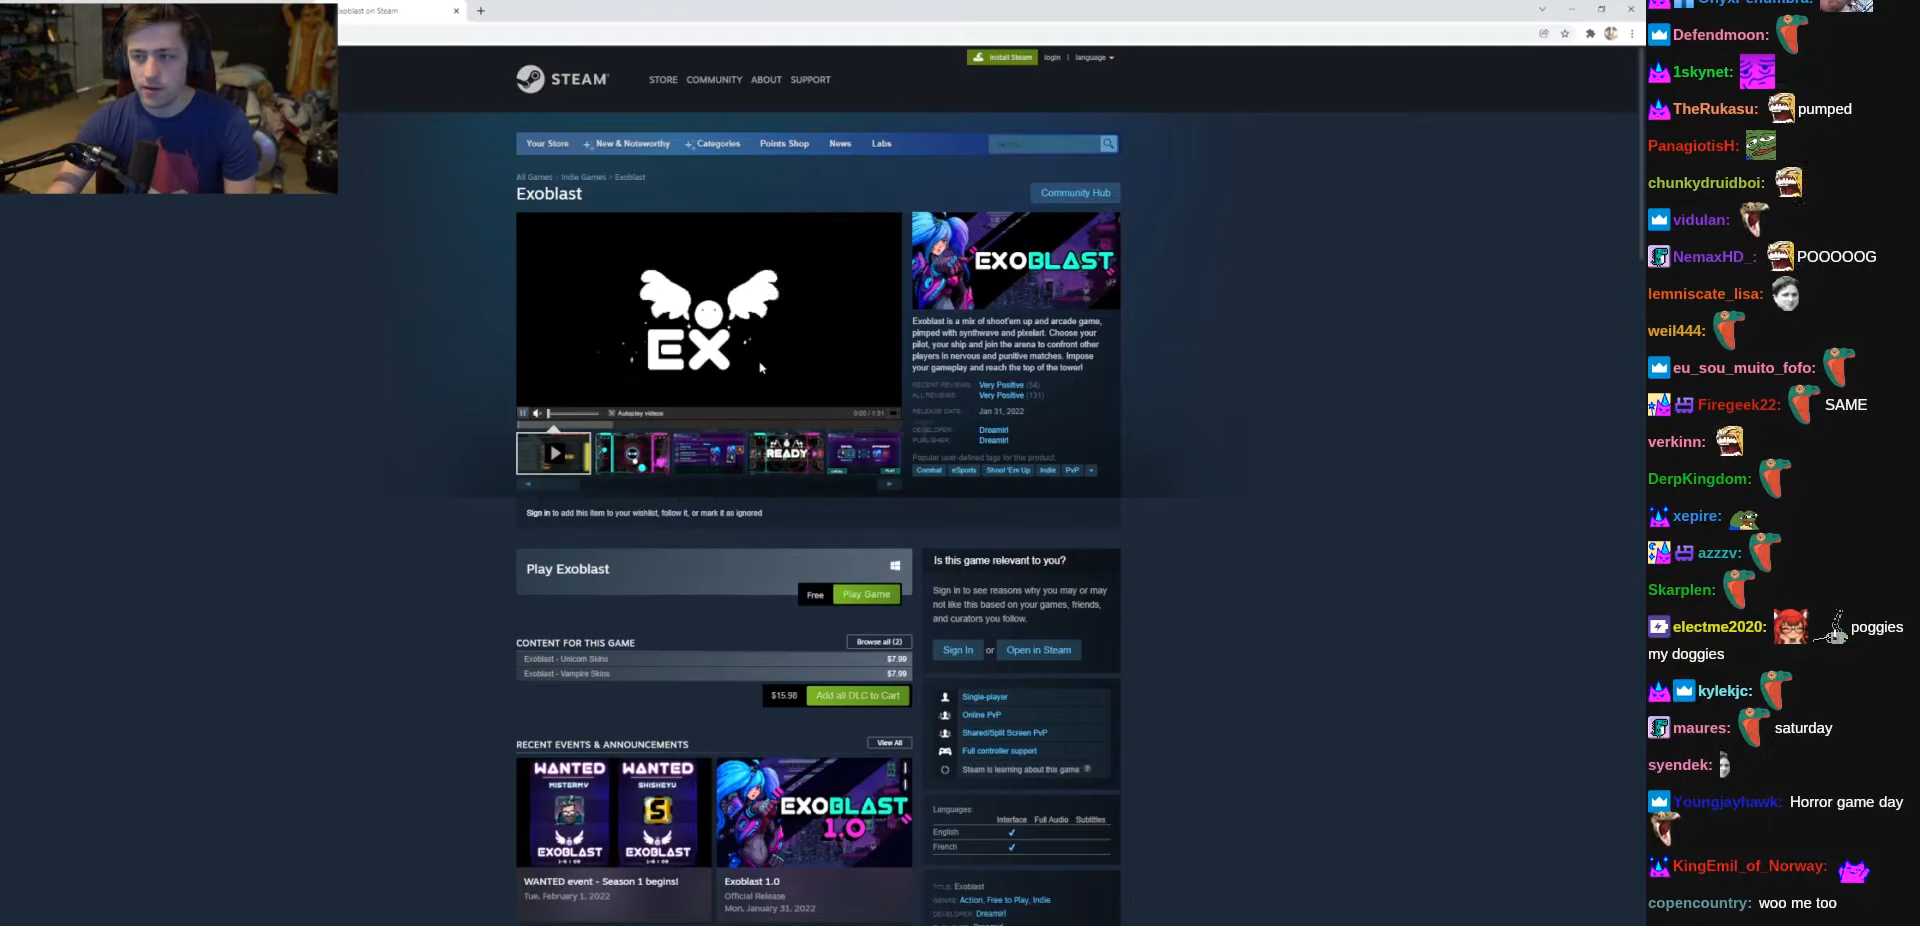 Exoblast on Steam
Install Steam login | language
STEAM
STORE COMMUNITY ABOUT SUPPORT
Your Store New & Noteworthy Categories Points Shop News Labs
All Games > Indie Games > Exoblast
Exoblast
Community Hub
EX
Autoplay videos
0:00 / 1:31
READY
EXOBLAST
Exoblast is a mix of shoot'em up and arcade game,
pimped with synthwave and pixelart. Choose your
pilot, your ship and join the arena to confront other
players in nervous and punitive matches. Impose
your gameplay and reach the top of the tower!
RECENT REVIEWS: Very Positive (54)
ALL REVIEWS: Very Positive (131)
RELEASE DATE: Jan 31, 2022
DEVELOPER: Dreamirl
PUBLISHER: Dreamirl
Popular user-defined tags for this product:
Combat eSports Shoot 'Em Up Indie PvP +
Sign in to add this item to your wishlist, follow it, or mark it as ignored
Play Exoblast
Free Play Game
CONTENT FOR THIS GAME Browse all (2)
Exoblast - Unicorn Skins $7.99
Exoblast - Vampire Skins $7.99
$15.98 Add all DLC to Cart
RECENT EVENTS & ANNOUNCEMENTS View All
WANTED WANTED
MISTERMV SHISHEYU
S
EXOBLAST EXOBLAST
WANTED event - Season 1 begins!
Tue, February 1, 2022
EXOBLAST
1.0
Exoblast 1.0
Official Release
Mon, January 31, 2022
Is this game relevant to you?
Sign in to see reasons why you may or may
not like this based on your games, friends,
and curators you follow.
Sign In or Open in Steam
Single-player
Online PvP
Shared/Split Screen PvP
Full controller support
Steam is learning about this game
Languages:
Interface Full Audio Subtitles
English ✔
French ✔
TITLE: Exoblast
GENRE: Action, Free to Play, Indie
DEVELOPER: Dreamirl
Defendmoon:
1skynet:
TheRukasu: pumped
PanagiotisH:
chunkydruidboi:
vidulan:
NemaxHD_: POOOOOG
lemniscate_lisa:
weil444:
eu_sou_muito_fofo:
Firegeek22: SAME
verkinn:
DerpKingdom:
xepire:
azzzv:
Skarplen:
electme2020: poggies
my doggies
kylekjc:
maures: saturday
syendek:
Youngjayhawk: Horror game day
KingEmil_of_Norway:
copencountry: woo me too